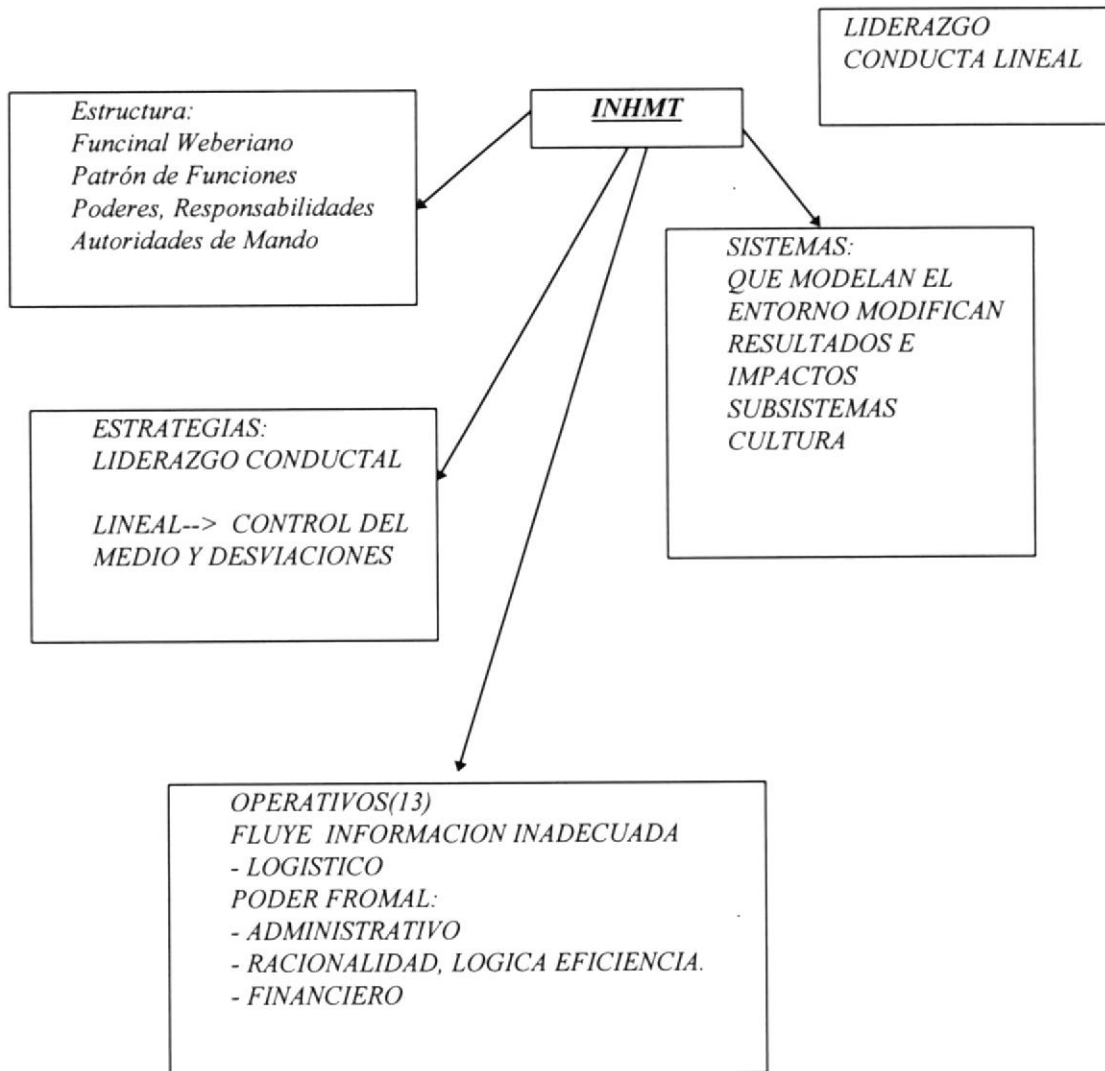 LIDERAZGO
CONDUCTA LINEAL
INHMT
Estructura:
Funcinal Weberiano
Patrón de Funciones
Poderes, Responsabilidades
Autoridades de Mando
SISTEMAS:
QUE MODELAN EL
ENTORNO MODIFICAN
RESULTADOS E
IMPACTOS
SUBSISTEMAS
CULTURA
ESTRATEGIAS:
LIDERAZGO CONDUCTAL
LINEAL--> CONTROL DEL
MEDIO Y DESVIACIONES
OPERATIVOS(13)
FLUYE INFORMACION INADECUADA
- LOGISTICO
PODER FROMAL:
- ADMINISTRATIVO
- RACIONALIDAD, LOGICA EFICIENCIA.
- FINANCIERO